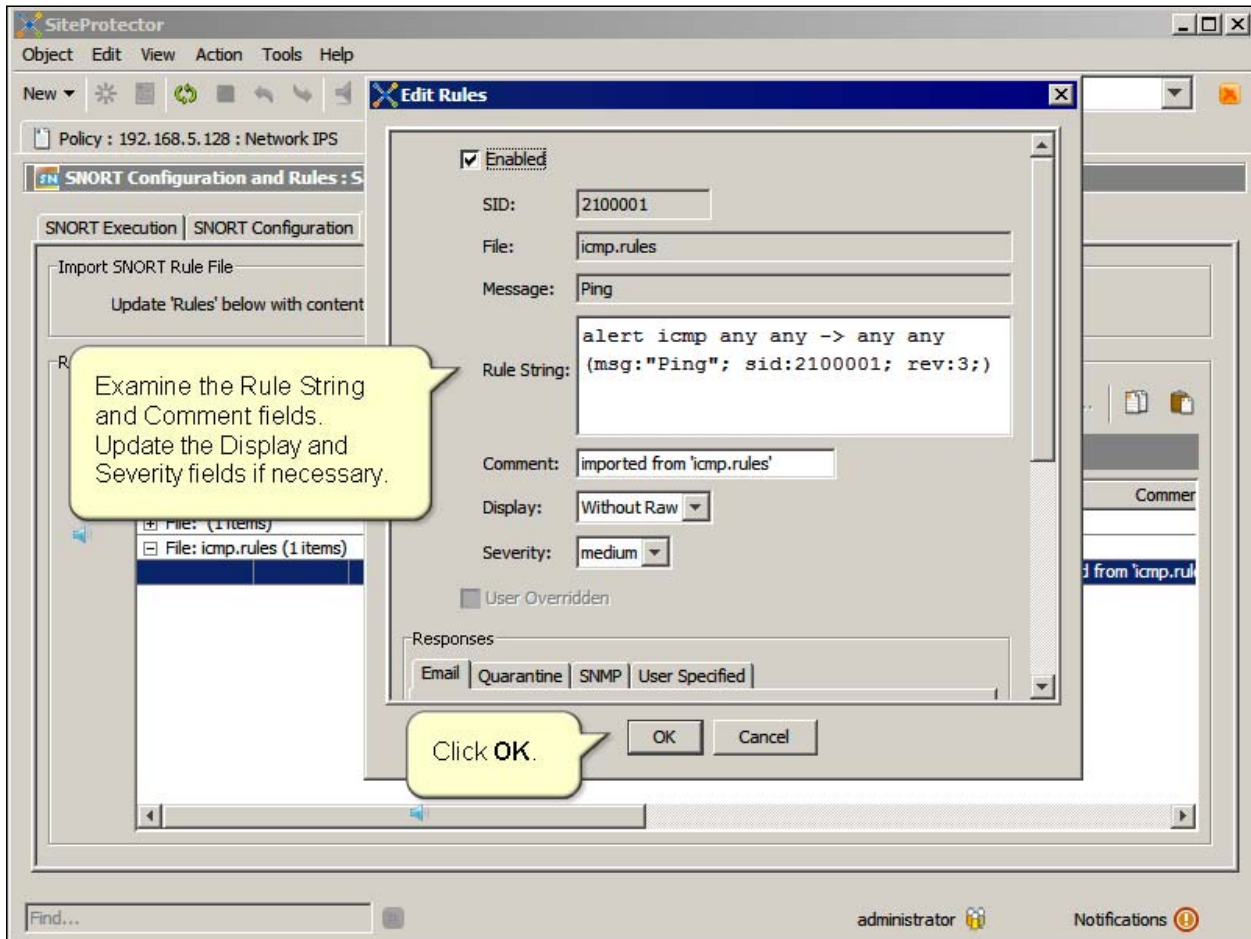 SiteProtector
Object Edit View Action Tools Help
New
Policy : 192.168.5.128 : Network IPS
SNORT Configuration and Rules : S
SNORT Execution SNORT Configuration
Import SNORT Rule File
Update 'Rules' below with content
R
Examine the Rule String
and Comment fields.
Update the Display and
Severity fields if necessary.
File: (1 items)
File: icmp.rules (1 items)
Edit Rules
Enabled
SID: 2100001
File: icmp.rules
Message: Ping
Rule String:
alert icmp any any -> any any
(msg:"Ping"; sid:2100001; rev:3;)
Comment: imported from 'icmp.rules'
Display: Without Raw
Severity: medium
User Overridden
Responses
Email Quarantine SNMP User Specified
Click OK.
OK Cancel
..
Commer
d from 'icmp.rul
Find...
administrator
Notifications